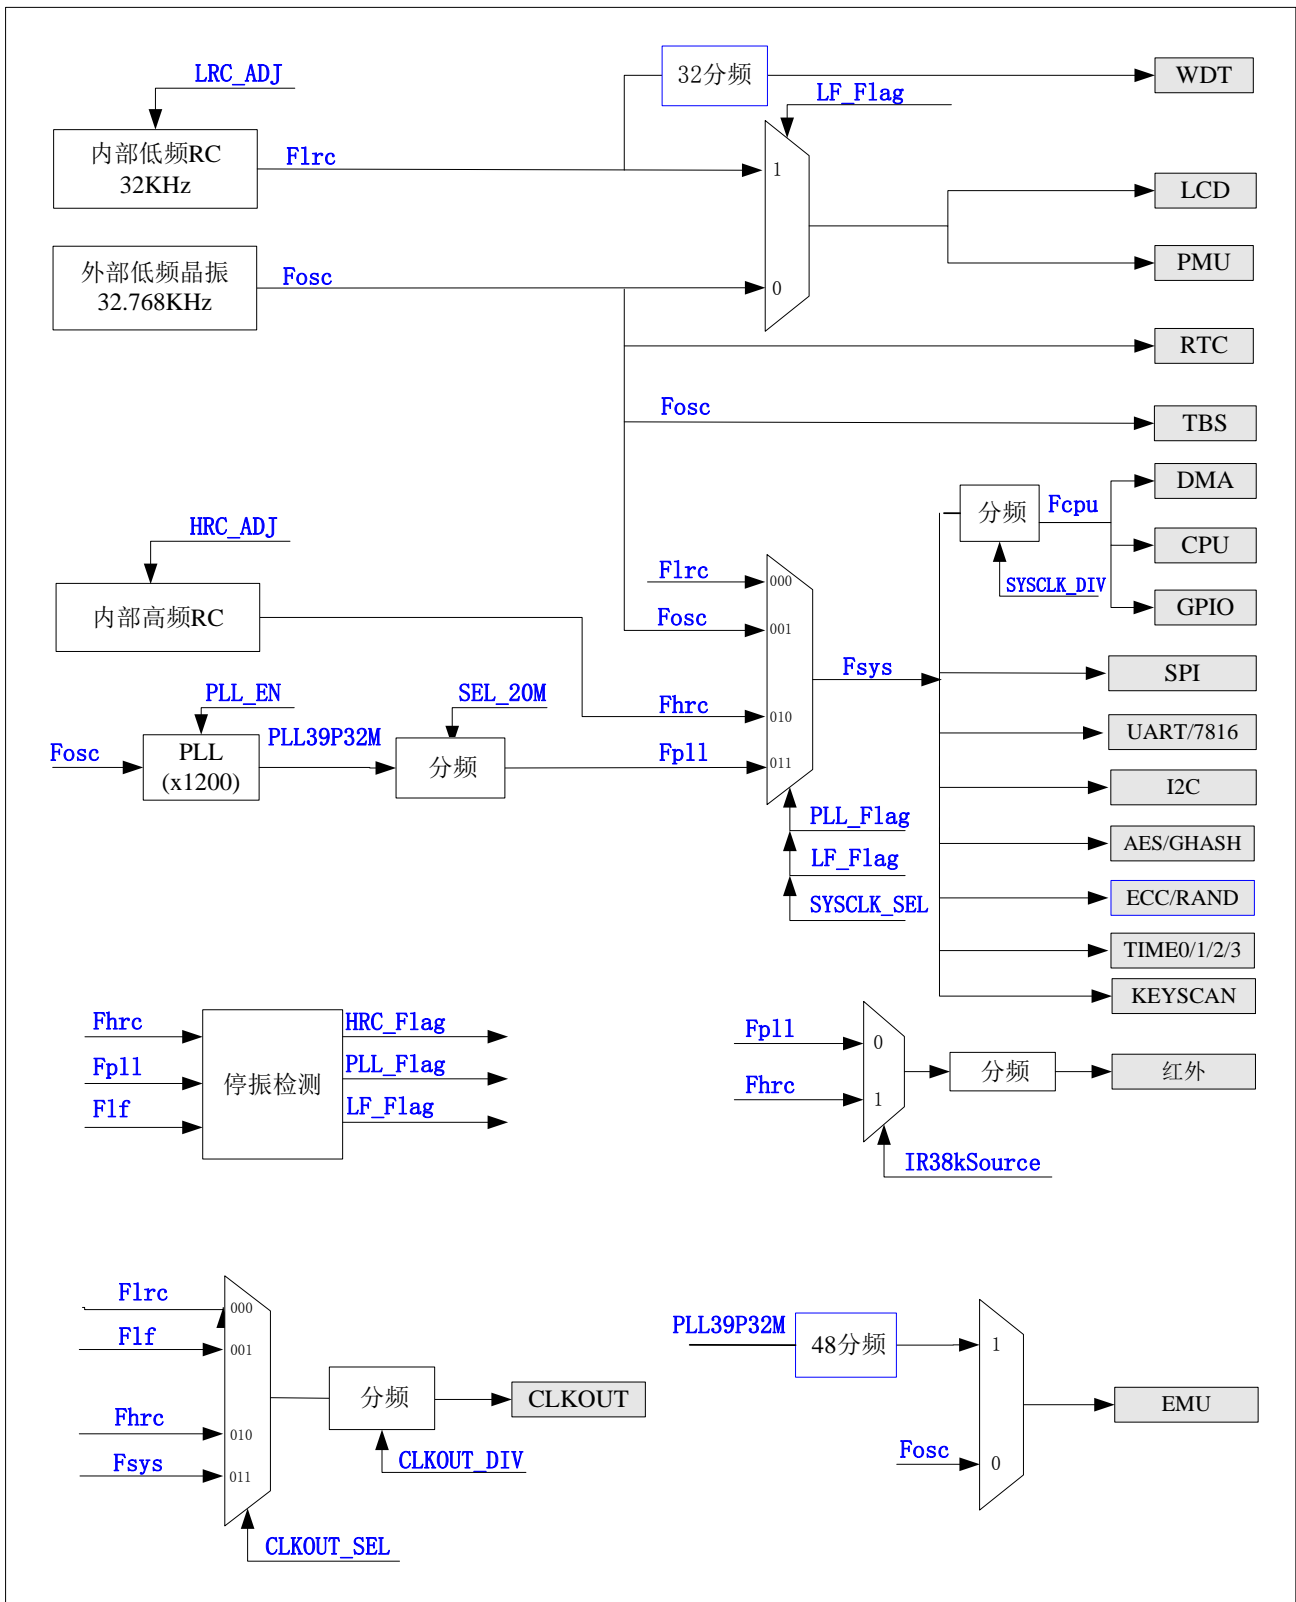 32分频
WDT
LRC_ADJ
LF_Flag
内部低频RC
32KHz
Flrc
1
LCD
外部低频晶振
32.768KHz
Fosc
0
PMU
RTC
Fosc
TBS
DMA
分频
Fcpu
HRC_ADJ
CPU
SYSCLK_DIV
Flrc
000
内部高频RC
GPIO
Fosc
001
Fsys
SPI
PLL_EN
SEL_20M
Fhrc
010
UART/7816
PLL39P32M
Fosc
PLL
(x1200)
分频
Fpll
011
I2C
PLL_Flag
AES/GHASH
LF_Flag
ECC/RAND
SYSCLK_SEL
TIME0/1/2/3
KEYSCAN
Fhrc
HRC_Flag
Fpll
0
Fpll
停振检测
PLL_Flag
分频
红外
Fhrc
1
Flf
LF_Flag
IR38kSource
Flrc
000
Flf
001
PLL39P32M
48分频
1
分频
CLKOUT
EMU
Fhrc
010
Fsys
011
CLKOUT_DIV
Fosc
0
CLKOUT_SEL